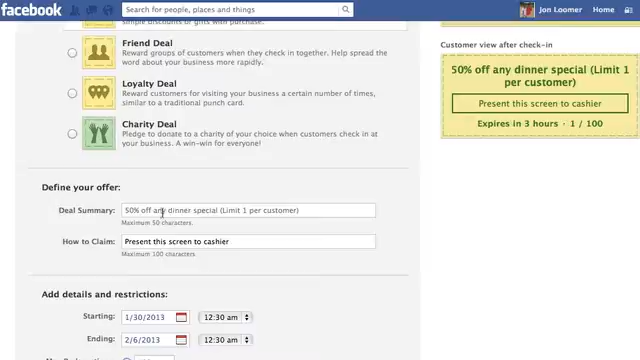 facebook
Search for people, places and things
Jon Loomer
Home
simple discounts or gifts with purchase.
Friend Deal
Reward groups of customers when they check in together. Help spread the
word about your business more rapidly.
Loyalty Deal
Reward customers for visiting your business a certain number of times,
similar to a traditional punch card.
Charity Deal
Pledge to donate to a charity of your choice when customers check in at
your business. A win-win for everyone!
Customer view after check-in
50% off any dinner special (Limit 1
per customer)
Present this screen to cashier
Expires in 3 hours · 1 / 100
Define your offer:
Deal Summary: 50% off any dinner special (Limit 1 per customer)
Maximum 50 characters.
How to Claim: Present this screen to cashier
Maximum 100 characters
Add details and restrictions:
Starting: 1/30/2013 12:30 am
Ending: 2/6/2013 12:30 am